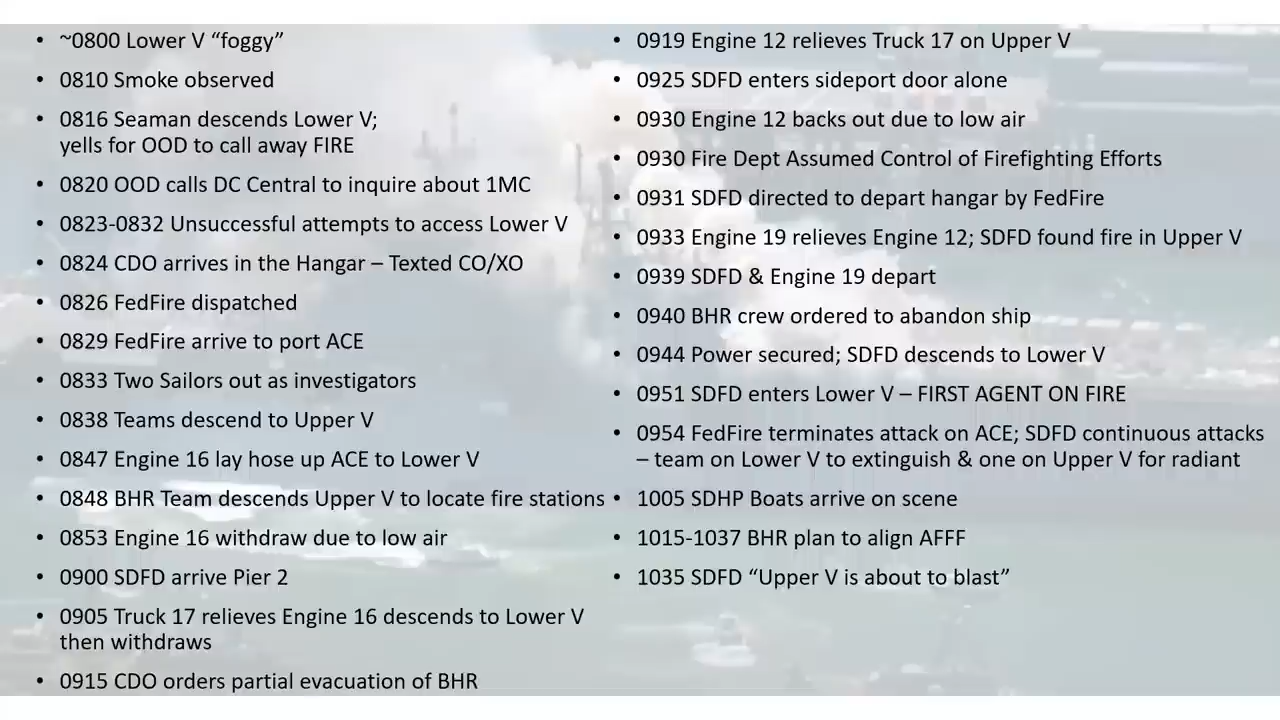 • ~0800 Lower V “foggy”
• 0810 Smoke observed
• 0816 Seaman descends Lower V;
yells for OOD to call away FIRE
• 0820 OOD calls DC Central to inquire about 1MC
• 0823-0832 Unsuccessful attempts to access Lower V
• 0824 CDO arrives in the Hangar – Texted CO/XO
• 0826 FedFire dispatched
• 0829 FedFire arrive to port ACE
• 0833 Two Sailors out as investigators
• 0838 Teams descend to Upper V
• 0847 Engine 16 lay hose up ACE to Lower V
• 0848 BHR Team descends Upper V to locate fire stations
• 0853 Engine 16 withdraw due to low air
• 0900 SDFD arrive Pier 2
• 0905 Truck 17 relieves Engine 16 descends to Lower V
then withdraws
• 0915 CDO orders partial evacuation of BHR
• 0919 Engine 12 relieves Truck 17 on Upper V
• 0925 SDFD enters sideport door alone
• 0930 Engine 12 backs out due to low air
• 0930 Fire Dept Assumed Control of Firefighting Efforts
• 0931 SDFD directed to depart hangar by FedFire
• 0933 Engine 19 relieves Engine 12; SDFD found fire in Upper V
• 0939 SDFD & Engine 19 depart
• 0940 BHR crew ordered to abandon ship
• 0944 Power secured; SDFD descends to Lower V
• 0951 SDFD enters Lower V – FIRST AGENT ON FIRE
• 0954 FedFire terminates attack on ACE; SDFD continuous attacks
– team on Lower V to extinguish & one on Upper V for radiant
• 1005 SDHP Boats arrive on scene
• 1015-1037 BHR plan to align AFFF
• 1035 SDFD “Upper V is about to blast”